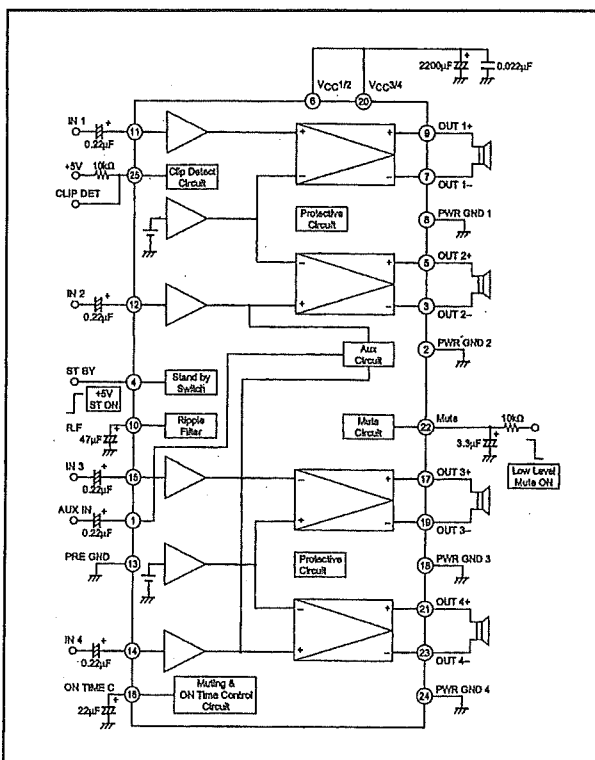 2200µF
0.022µF
VCC1/2
VCC3/4
6
20
IN 1
0.22µF
11
9
OUT 1+
+5V
10kΩ
25
Clip Detect
Circuit
7
OUT 1−
CLIP DET
Protective
Circuit
8
PWR GND 1
5
OUT 2+
IN 2
0.22µF
12
3
OUT 2−
Aux Circuit
2
PWR GND 2
ST BY
4
Stand by
Switch
+5V
ST ON
R.F
47µF
10
Ripple
Filter
Mute
Circuit
22
Mute
10kΩ
3.3µF
Low Level
Mute ON
IN 3
0.22µF
15
17
OUT 3+
AUX IN
0.22µF
1
19
OUT 3−
PRE GND
13
Protective
Circuit
18
PWR GND 3
21
OUT 4+
IN 4
0.22µF
14
23
OUT 4−
ON TIME C
22µF
16
Muting &
ON Time Control
Circuit
24
PWR GND 4